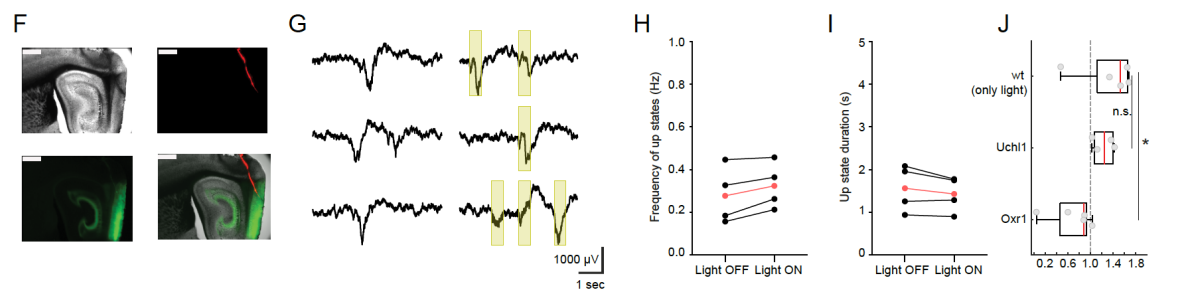 F
G
H
I
J
1000 µV
1 sec
Frequency of up states (Hz)
1.0
0.8
0.6
0.4
0.2
0.0
Light OFF Light ON
Up state duration (s)
5
4
3
2
1
0
Light OFF Light ON
wt
(only light)
n.s.
Uchl1
*
Oxr1
0.2 0.6 1.0 1.4 1.8